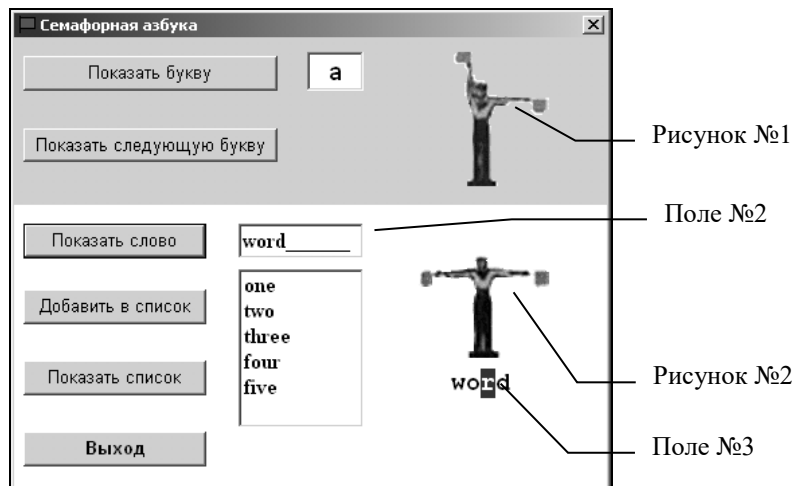 Семафорная азбука
Показать букву
a
Рисунок №1
Показать следующую букву
Поле №2
Показать слово
word______
one
Добавить в список
two
three
four
Показать список
five
Рисунок №2
word
Выход
Поле №3